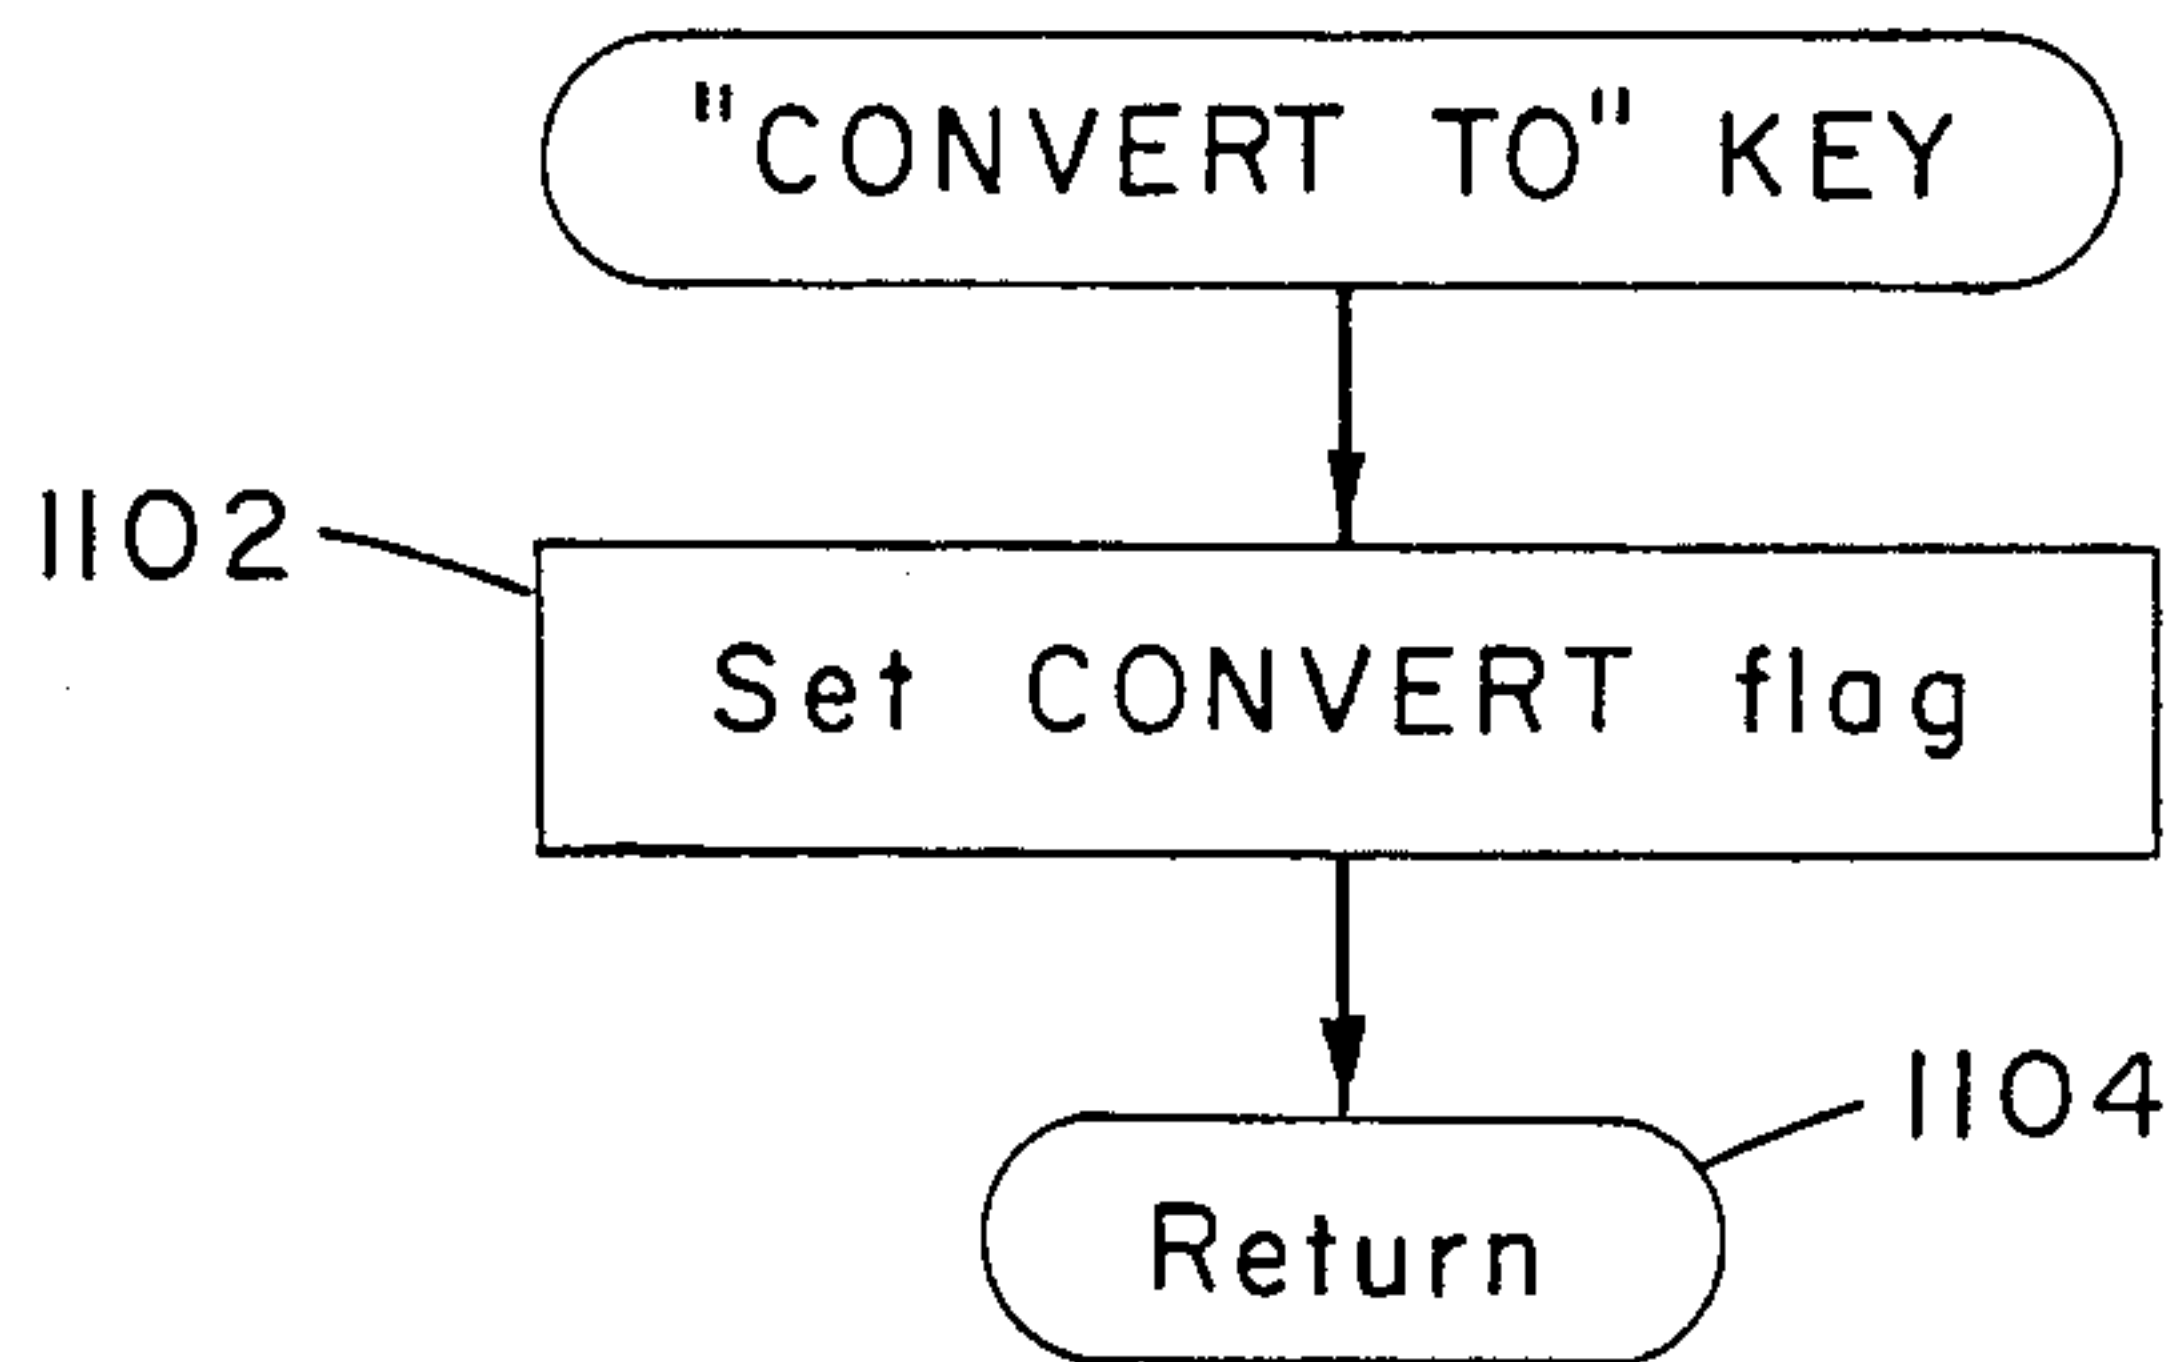 "CONVERT TO" KEY
1102
Set CONVERT flag
1104
Return